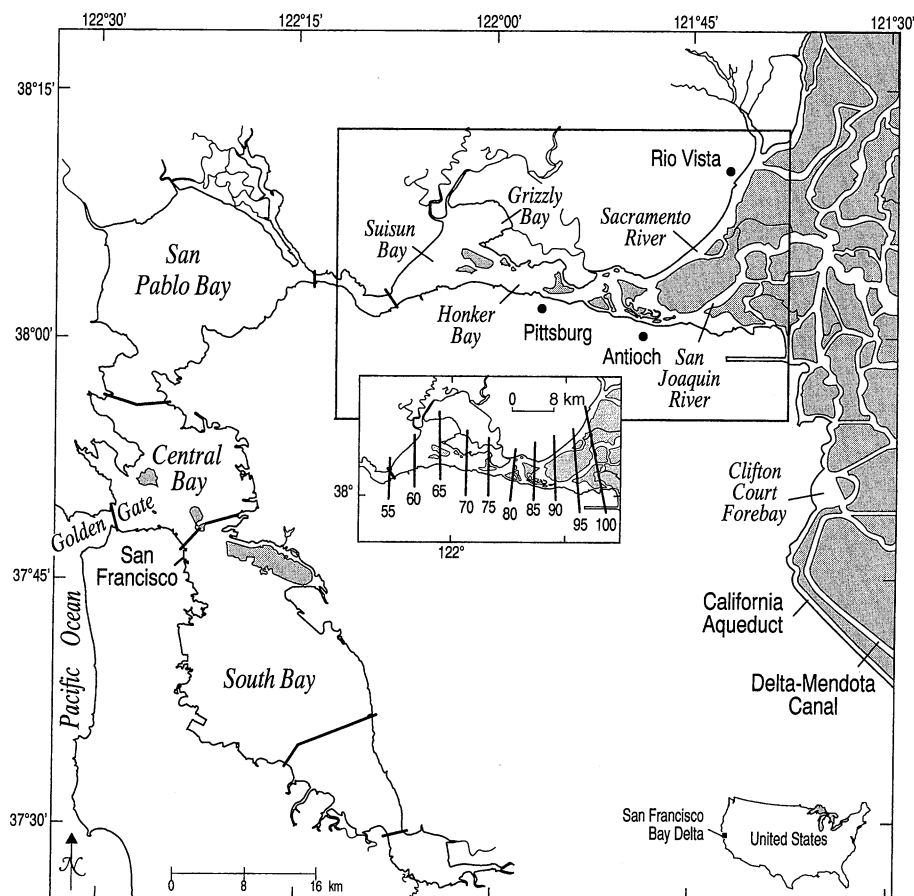 122°30'
122°15'
122°00'
121°45'
121°30'
38°15'
Rio Vista
Grizzly
Bay
Suisun
Bay
Sacramento
River
San
Pablo Bay
Honker
Bay
38°00'
Pittsburg
Antioch
San
Joaquin
River
0 8 km
Central
Bay
38°
55
60
65
70
75
80
85
90
95
100
122°
Clifton
Court
Forebay
Golden Gate
San
Francisco
37°45'
California
Aqueduct
Pacific Ocean
South Bay
Delta-Mendota
Canal
37°30'
San Francisco
Bay Delta
United States
N
0 8 16 km